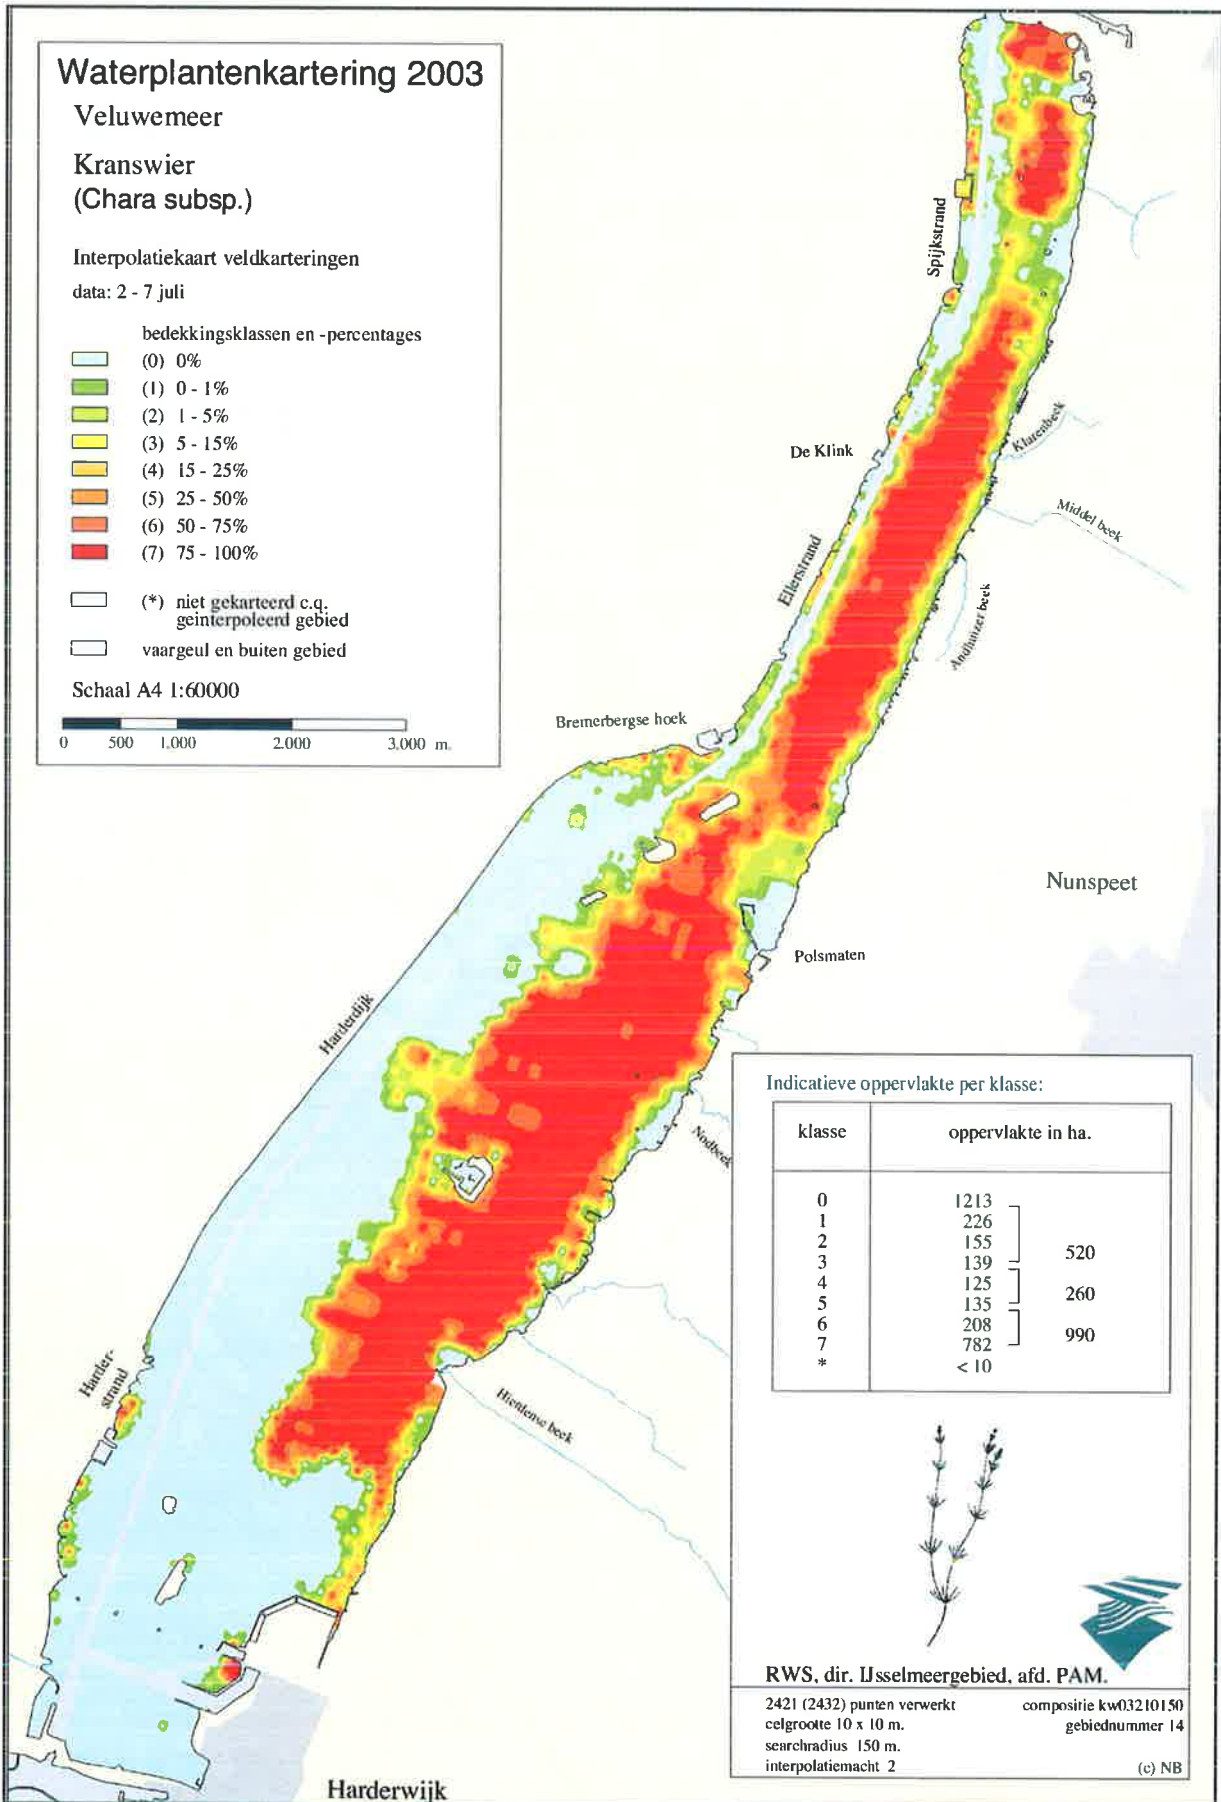 Waterplantenkartering 2003
Veluwemeer
Kranswier
(Chara subsp.)
Interpolatiekaart veldkarteringen
data: 2 - 7 juli
bedekkingsklassen en -percentages
(0) 0%
(1) 0 - 1%
(2) 1 - 5%
(3) 5 - 15%
(4) 15 - 25%
(5) 25 - 50%
(6) 50 - 75%
(7) 75 - 100%
(*) niet gekarteerd c.q.
geinterpoleerd gebied
vaargeul en buiten gebied
Schaal A4 1:60000
0 500 1.000 2.000 3.000 m.
Spijkstrand
Klarenbeek
De Klink
Middel beek
Ellerstrand
Bremerbergse hoek
Nunspeet
Polsmaten
Harderdijk
Nodbeek
Harder-
strand
Hierdense beek
Harderwijk
Indicatieve oppervlakte per klasse:
klasse oppervlakte in ha.
0 1213
1 226
2 155
3 139
520
4 125
5 135
260
6 208
7 782
990
* < 10
RWS, dir. IJsselmeergebied, afd. PAM.
2421 (2432) punten verwerkt compositie kw03210150
celgrootte 10 x 10 m. gebiednummer 14
searchradius 150 m.
interpolatiemacht 2 (c) NB